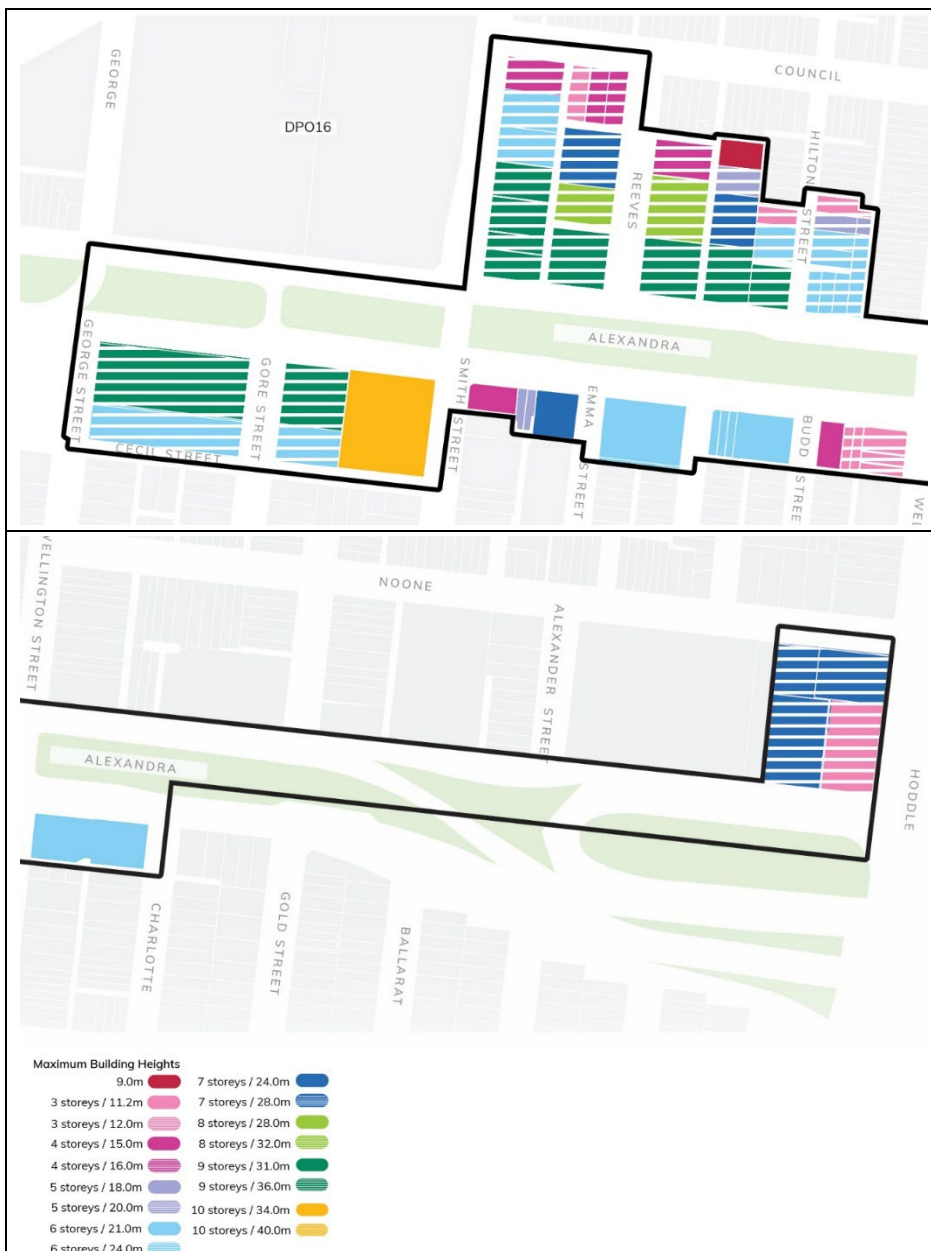 GEORGE
COUNCIL
DPO16
HILTON
STREET
REEVES
ALEXANDRA
GEORGE STREET
GORE STREET
SMITH STREET
EMMA STREET
BUDD
STREE
WEL
CECIL STREET
WELLINGTON STREET
NOONE
ALEXANDER STREET
ALEXANDRA
HODDLE
CHARLOTTE
GOLD STREET
BALLARAT
Maximum Building Heights
9.0m
3 storeys / 11.2m
3 storeys / 12.0m
4 storeys / 15.0m
4 storeys / 16.0m
5 storeys / 18.0m
5 storeys / 20.0m
6 storeys / 21.0m
6 storeys / 24.0m
7 storeys / 24.0m
7 storeys / 28.0m
8 storeys / 28.0m
8 storeys / 32.0m
9 storeys / 31.0m
9 storeys / 36.0m
10 storeys / 34.0m
10 storeys / 40.0m